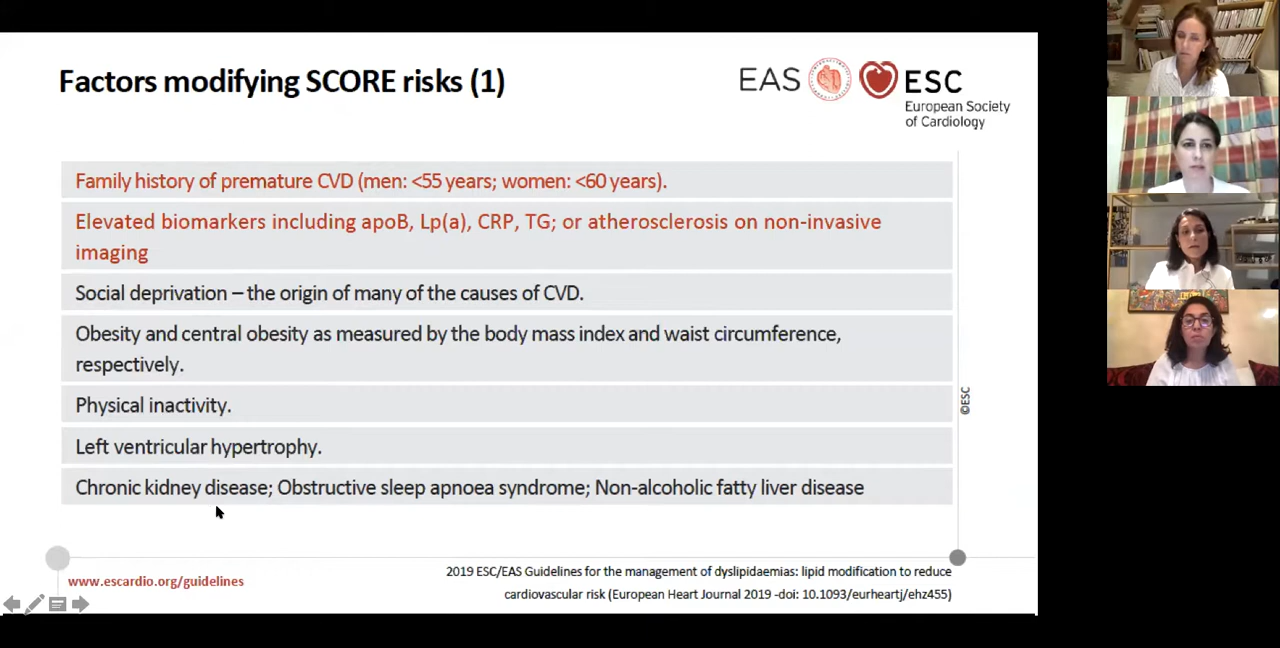 Factors modifying SCORE risks (1)
EAS
ESC
European Society
of Cardiology
Family history of premature CVD (men: <55 years; women: <60 years).
Elevated biomarkers including apoB, Lp(a), CRP, TG; or atherosclerosis on non-invasive
imaging
Social deprivation – the origin of many of the causes of CVD.
Obesity and central obesity as measured by the body mass index and waist circumference,
respectively.
Physical inactivity.
Left ventricular hypertrophy.
Chronic kidney disease; Obstructive sleep apnoea syndrome; Non-alcoholic fatty liver disease
©ESC
www.escardio.org/guidelines
2019 ESC/EAS Guidelines for the management of dyslipidaemias: lipid modification to reduce
cardiovascular risk (European Heart Journal 2019 -doi: 10.1093/eurheartj/ehz455)